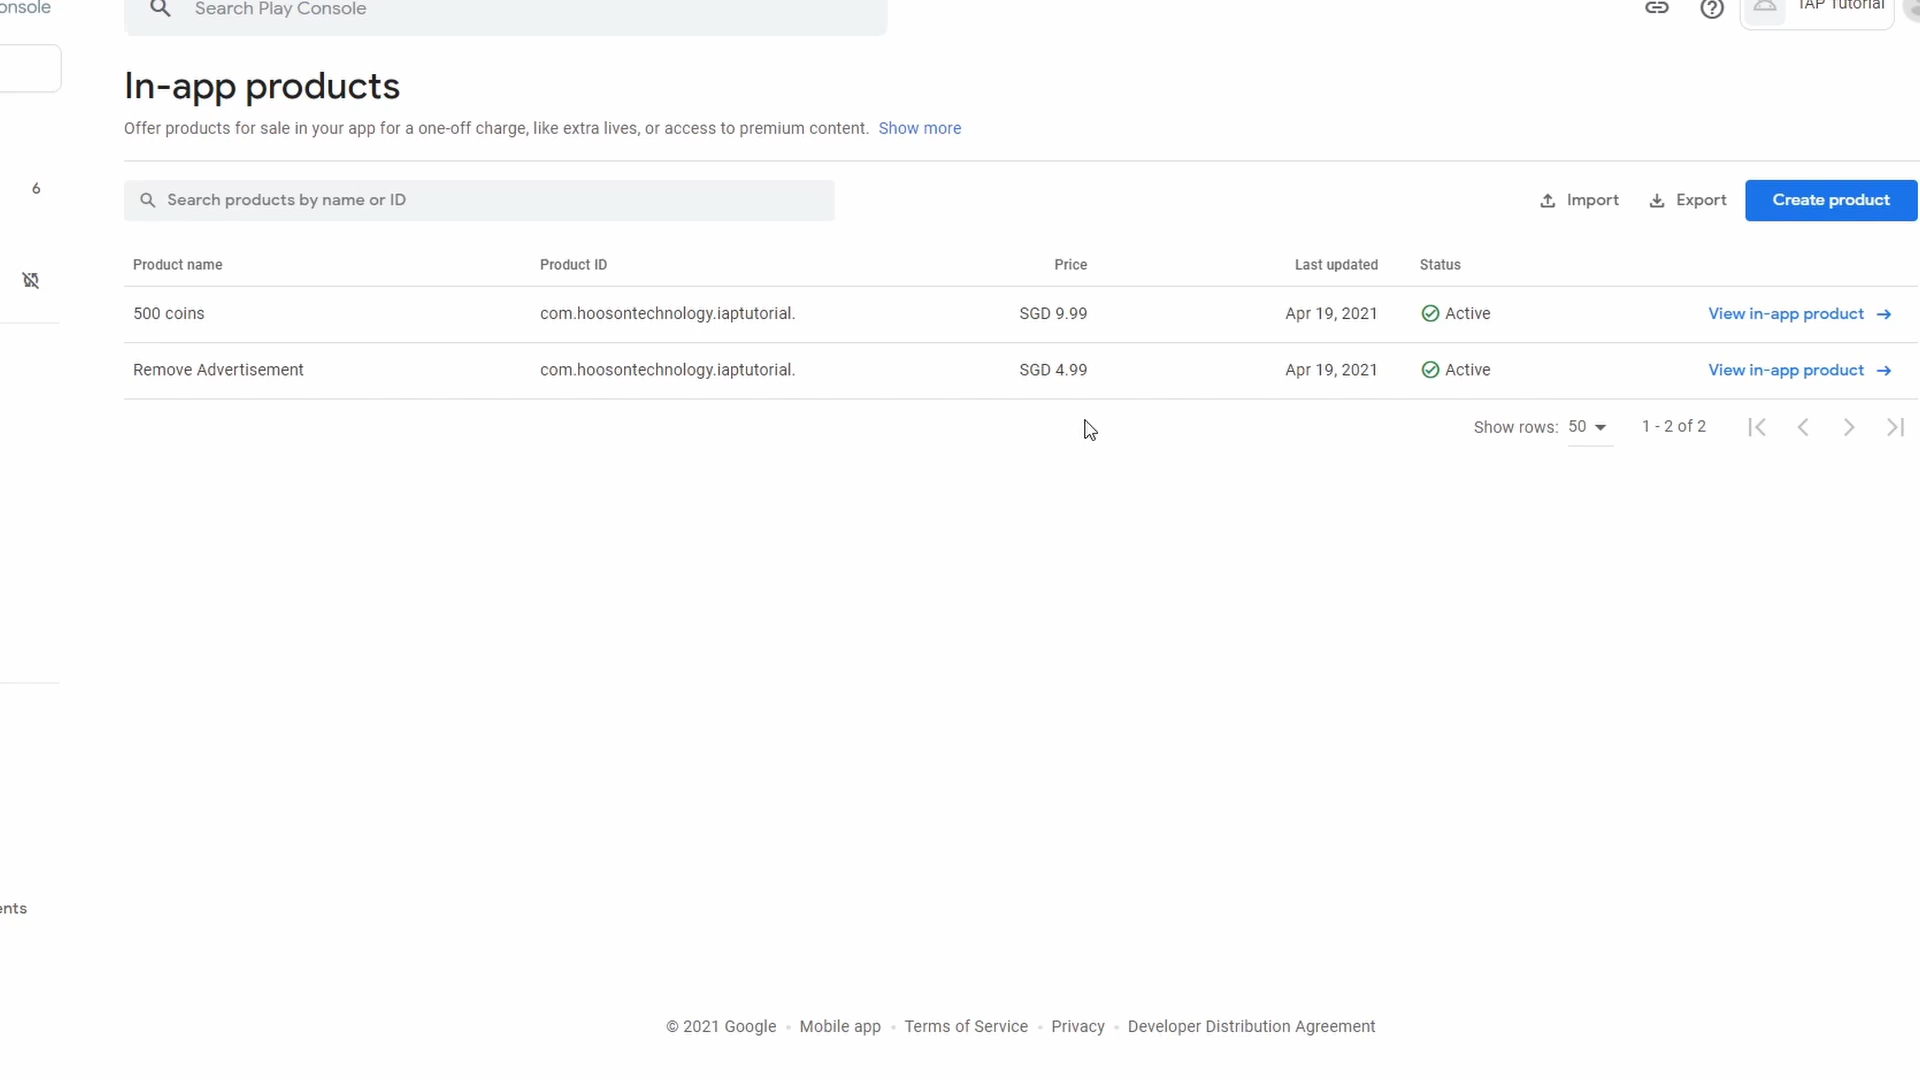 onsole
Search Play Console
IAP Tutorial
In-app products
Offer products for sale in your app for a one-off charge, like extra lives, or access to premium content. Show more
6
Search products by name or ID
Import
Export
Create product
Product name Product ID Price Last updated Status
500 coins com.hoosontechnology.iaptutorial. SGD 9.99 Apr 19, 2021 Active View in-app product
Remove Advertisement com.hoosontechnology.iaptutorial. SGD 4.99 Apr 19, 2021 Active View in-app product
Show rows: 50 1 - 2 of 2
ents
© 2021 Google · Mobile app · Terms of Service · Privacy · Developer Distribution Agreement